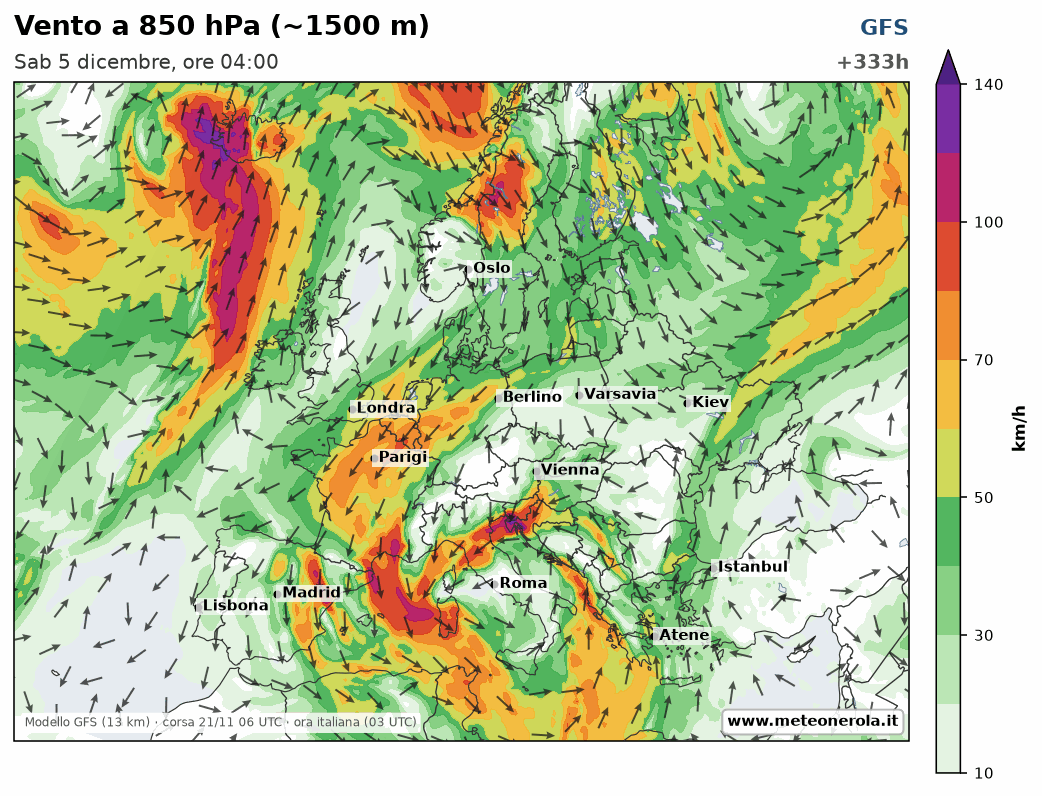 Vento a 850 hPa (~1500 m)
GFS
Sab 5 dicembre, ore 04:00
+333h
140
100
70
50
30
10
km/h
Oslo
Londra
Berlino
Varsavia
Kiev
Parigi
Vienna
Istanbul
Roma
Madrid
Lisbona
Atene
Modello GFS (13 km) · corsa 21/11 06 UTC · ora italiana (03 UTC)
www.meteonerola.it